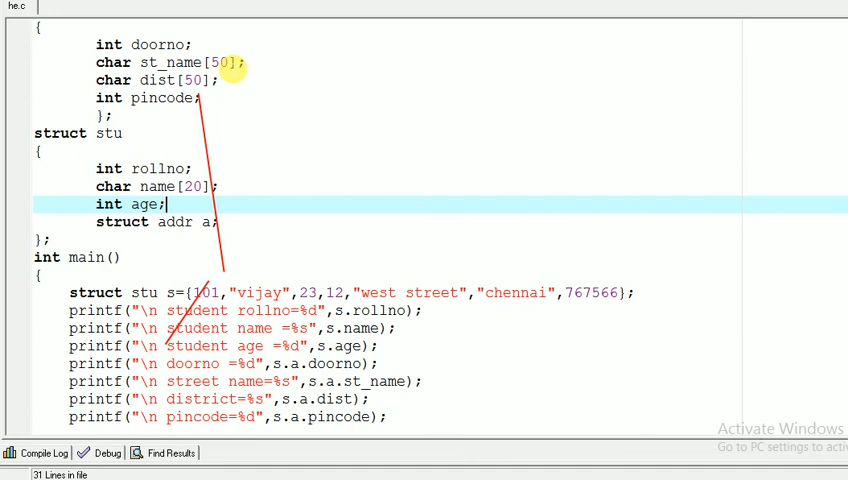 he.c
{
int doorno;
char st_name[50];
char dist[50];
int pincode;
};
struct stu
{
int rollno;
char name[20];
int age;
struct addr a;
};
int main()
{
struct stu s={101,"vijay",23,12,"west street","chennai",767566};
printf("\n student rollno=%d",s.rollno);
printf("\n student name =%s",s.name);
printf("\n student age =%d",s.age);
printf("\n doorno =%d",s.a.doorno);
printf("\n street name=%s",s.a.st_name);
printf("\n district=%s",s.a.dist);
printf("\n pincode=%d",s.a.pincode);
Activate Windows
Go to PC settings to acti
Compile Log Debug Find Results
31 Lines in file